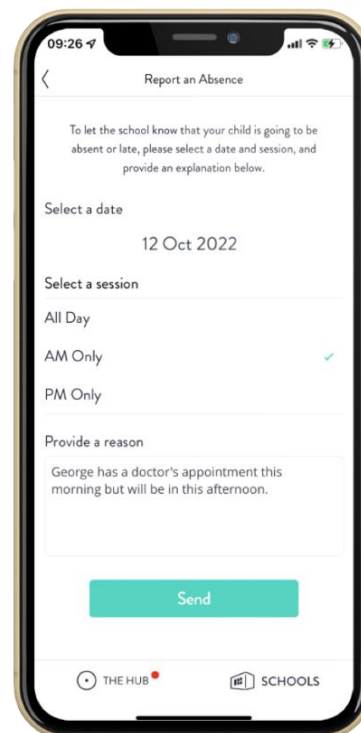 09:26
Report an Absence
To let the school know that your child is going to be
absent or late, please select a date and session, and
provide an explanation below.
Select a date
12 Oct 2022
Select a session
All Day
AM Only
PM Only
Provide a reason
George has a doctor's appointment this
morning but will be in this afternoon.
Send
THE HUB
SCHOOLS